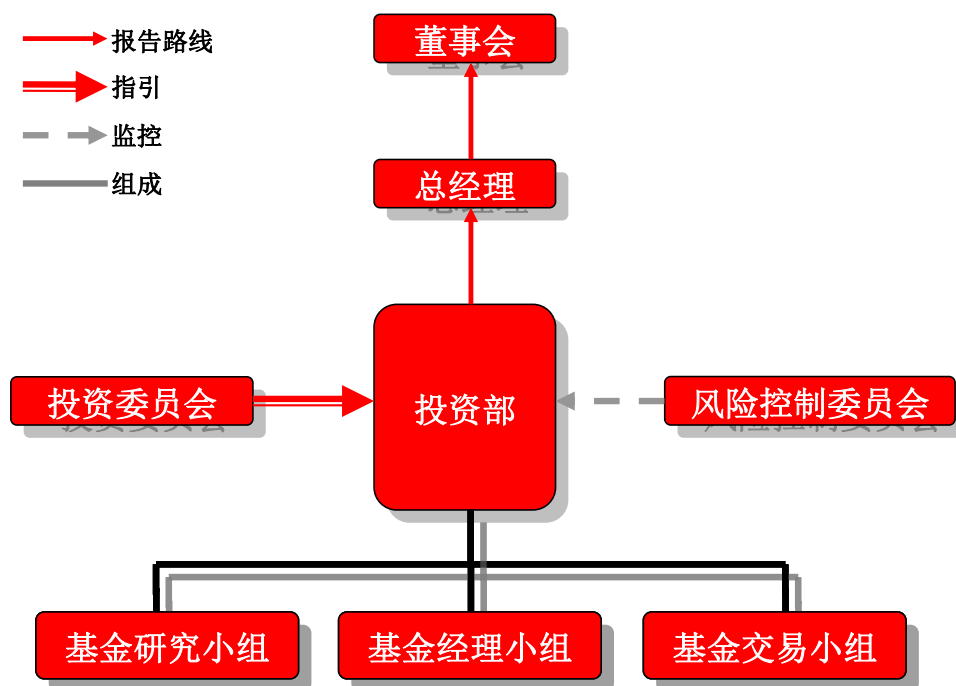 报告路线
指引
监控
组成
董事会
总经理
投资委员会
投资部
风险控制委员会
基金研究小组
基金经理小组
基金交易小组